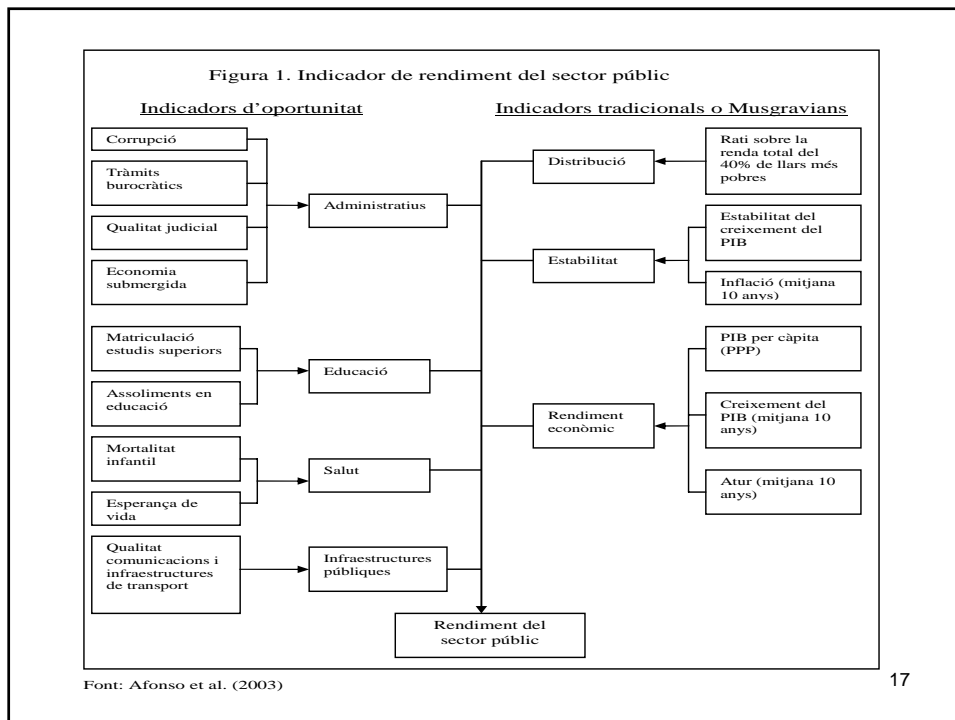 Figura 1. Indicador de rendiment del sector públic
Indicadors d'oportunitat
Corrupció
Tràmits
burocràtics
Qualitat judicial
Economia
submergida
Administratius
Matriculació
estudis superiors
Assoliments en
educació
Educació
Mortalitat
infantil
Esperança de
vida
Salut
Qualitat
comunicacions i
infraestructures
de transport
Infraestructures
públiques
Indicadors tradicionals o Musgravians
Distribució
Rati sobre la
renda total del
40% de llars més
pobres
Estabilitat
Estabilitat del
creixement del
PIB
Inflació (mitjana
10 anys)
Rendiment
econòmic
PIB per càpita
(PPP)
Creixement del
PIB (mitjana 10
anys)
Atur (mitjana 10
anys)
Rendiment del
sector públic
Font: Afonso et al. (2003)
17